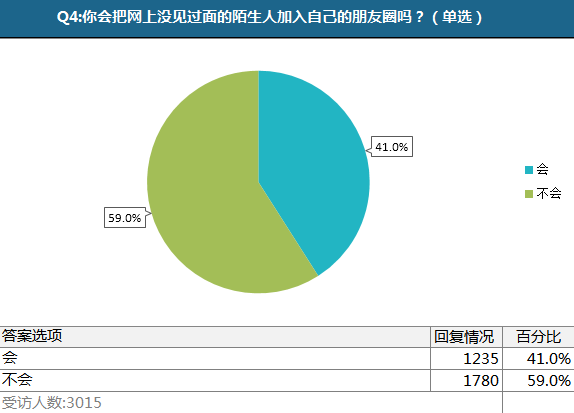 Q4:你会把网上没见过面的陌生人加入自己的朋友圈吗？（单选）
41.0%
会
不会
59.0%
答案选项 回复情况 百分比
会 1235 41.0%
不会 1780 59.0%
受访人数:3015